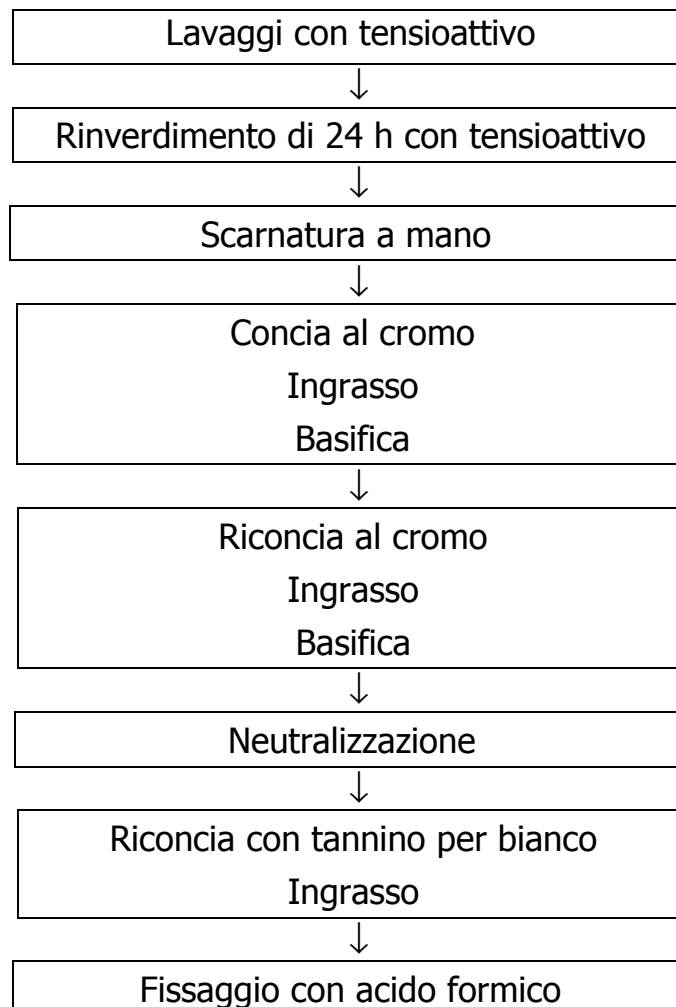 Lavaggi con tensioattivo
↓
Rinverdimento di 24 h con tensioattivo
↓
Scarnatura a mano
↓
Concia al cromo
Ingrasso
Basifica
↓
Riconcia al cromo
Ingrasso
Basifica
↓
Neutralizzazione
↓
Riconcia con tannino per bianco
Ingrasso
↓
Fissaggio con acido formico